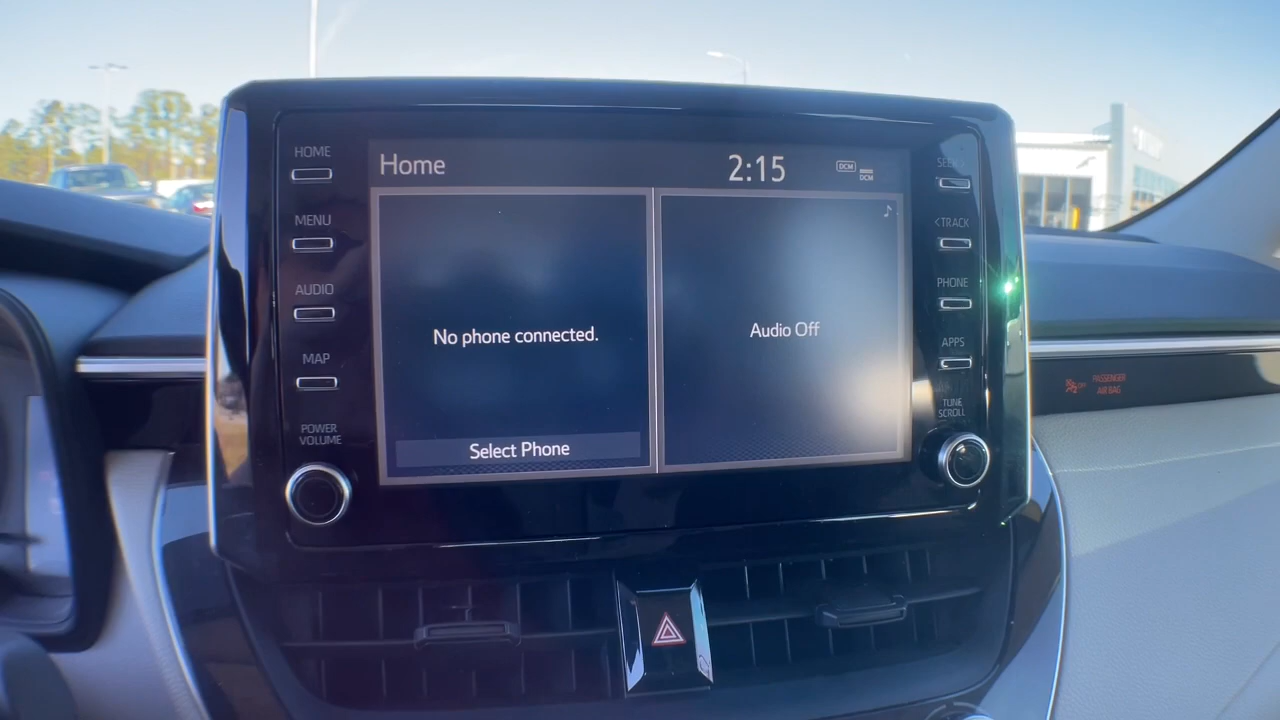 HOME
MENU
AUDIO
MAP
POWER
VOLUME
Home
2:15
DCM
DCM
No phone connected.
Select Phone
Audio Off
SEEK
<TRACK
PHONE
APPS
TUNE
SCROLL
PASSENGER
AIR BAG